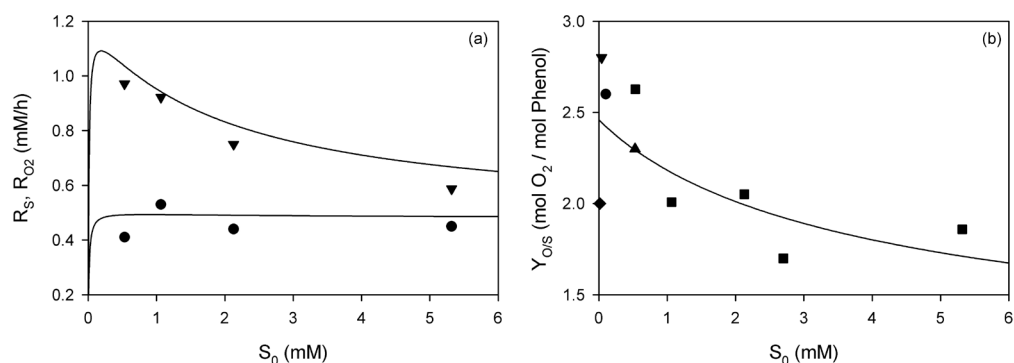 (a)
R_S, R_O2 (mM/h)
1.2
1.0
0.8
0.6
0.4
0.2
0 1 2 3 4 5 6
S_0 (mM)
(b)
Y_O/S (mol O_2 / mol Phenol)
3.0
2.5
2.0
1.5
0 1 2 3 4 5 6
S_0 (mM)